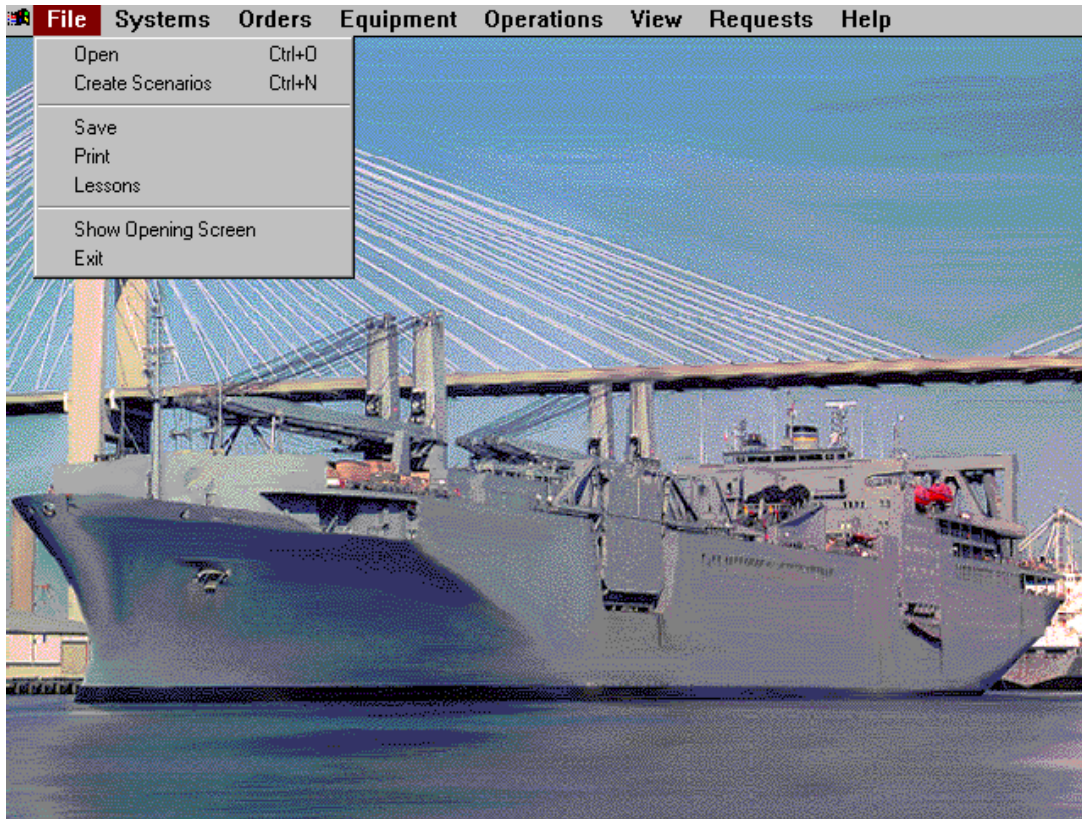 File Systems Orders Equipment Operations View Requests Help
Open Ctrl+O
Create Scenarios Ctrl+N
Save
Print
Lessons
Show Opening Screen
Exit